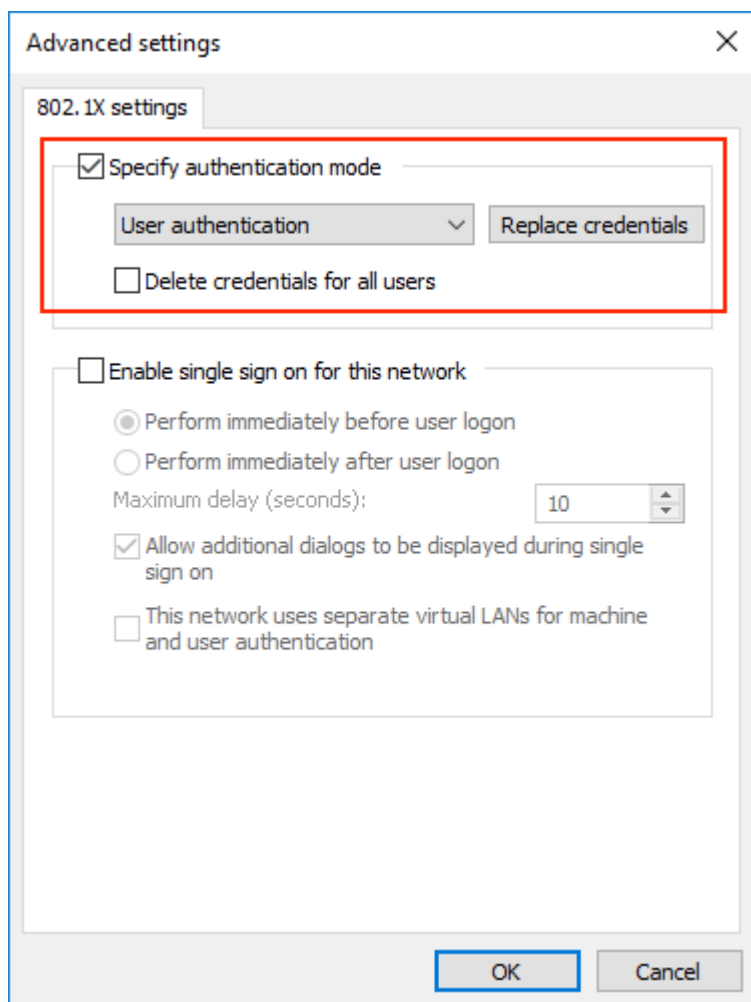 Advanced settings
802.1X settings
Specify authentication mode
User authentication
Replace credentials
Delete credentials for all users
Enable single sign on for this network
Perform immediately before user logon
Perform immediately after user logon
Maximum delay (seconds):
10
Allow additional dialogs to be displayed during single
sign on
This network uses separate virtual LANs for machine
and user authentication
OK
Cancel